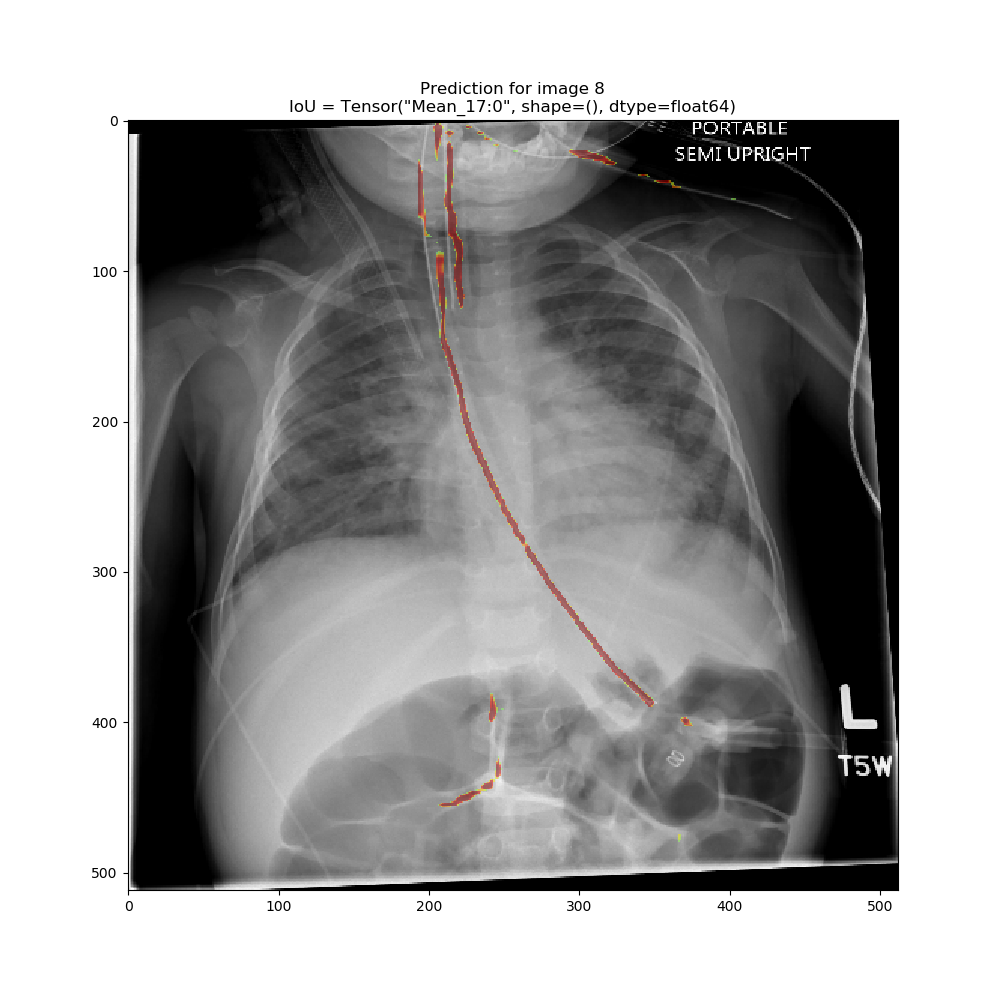 Prediction for image 8
IoU = Tensor("Mean_17:0", shape=(), dtype=float64)
PORTABLE
SEMI UPRIGHT
L
T5W
0
100
200
300
400
500
0
100
200
300
400
500